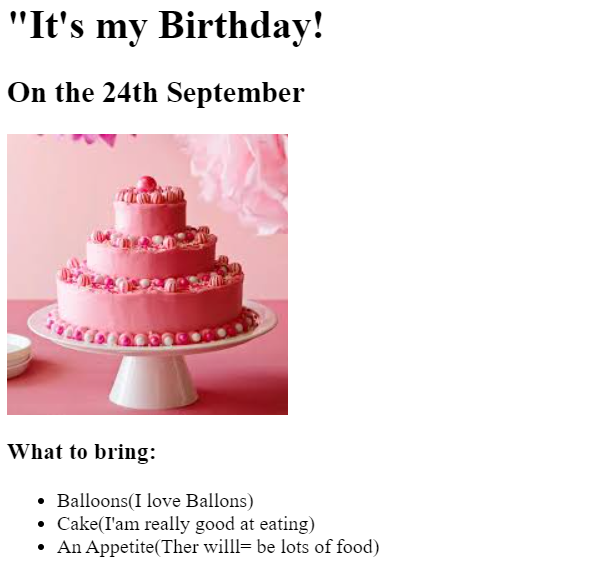 "It's my Birthday!
On the 24th September
What to bring:
• Balloons(I love Ballons)
• Cake(I'am really good at eating)
• An Appetite(Ther willl= be lots of food)